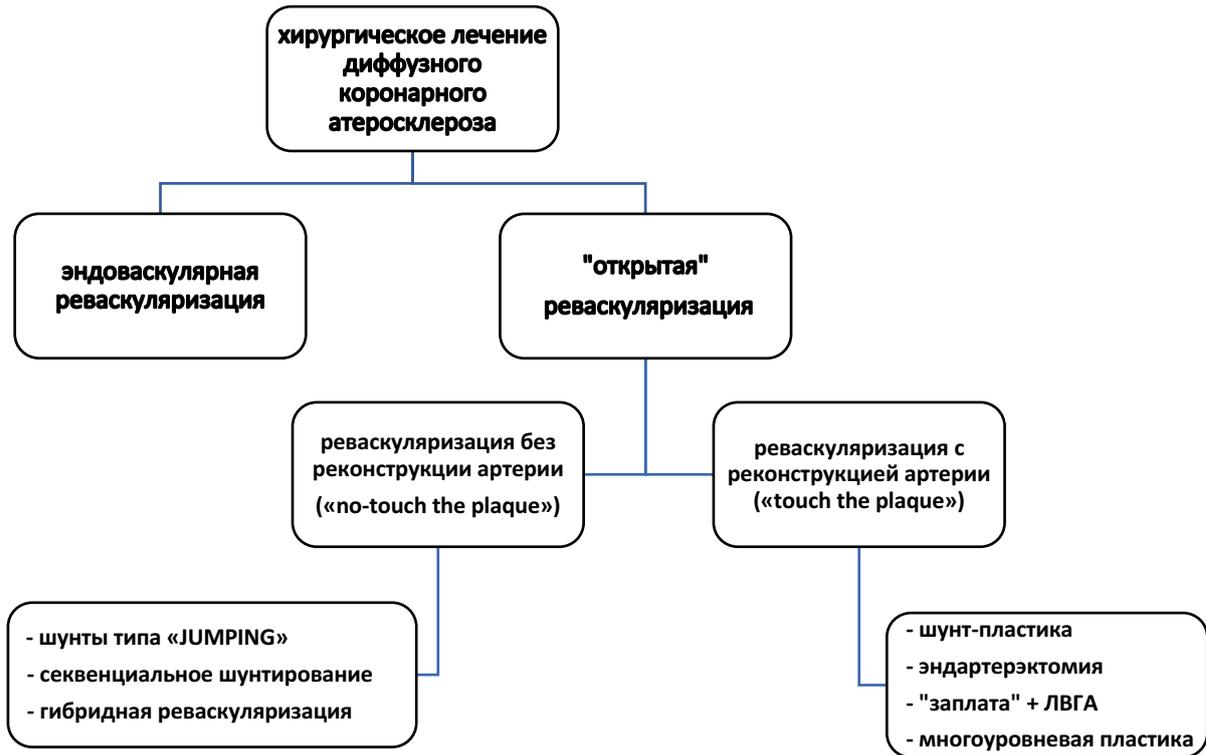 хирургическое лечение
диффузного
коронарного
атеросклероза
эндоваскулярная
реваскуляризация
"открытая"
реваскуляризация
реваскуляризация без
реконструкции артерии
(«no-touch the plaque»)
реваскуляризация с
реконструкцией артерии
(«touch the plaque»)
- шунты типа «JUMPING»
- секвенциальное шунтирование
- гибридная реваскуляризация
- шунт-пластика
- эндартерэктомия
- "заплата" + ЛВГА
- многоуровневая пластика